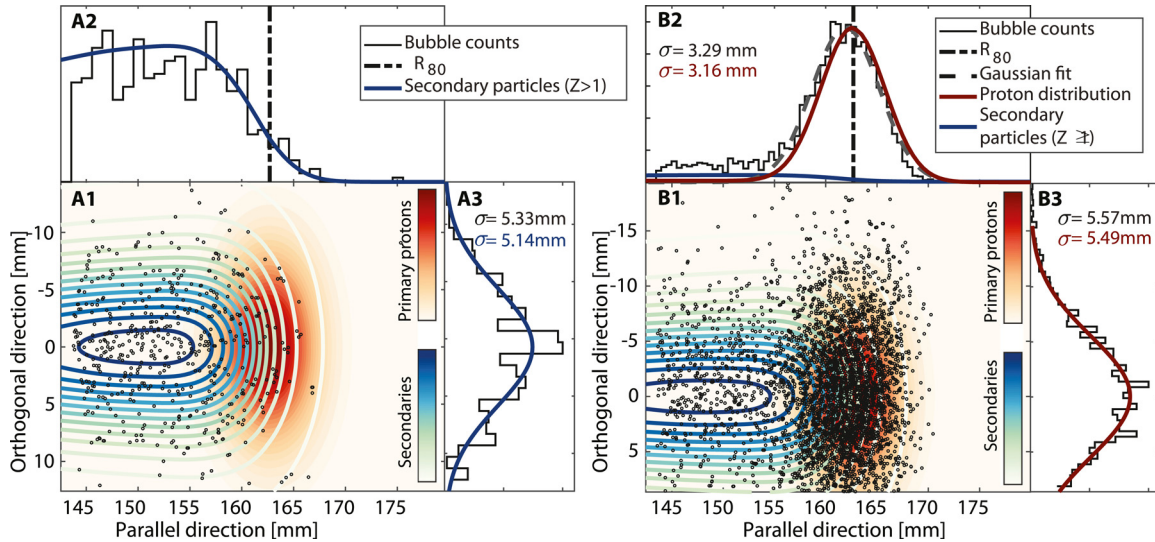 A2
Bubble counts
R80
Secondary particles (Z>1)
A1
-10
-5
0
5
10
Orthogonal direction [mm]
145 150 155 160 165 170 175
Parallel direction [mm]
Primary protons
Secondaries
A3
σ= 5.33mm
σ= 5.14mm
B2
σ= 3.29 mm
σ= 3.16 mm
Bubble counts
R80
Gaussian fit
Proton distribution
Secondary
particles (Z ≥1)
B1
-15
-10
-5
0
5
Orthogonal direction [mm]
145 150 155 160 165 170 175
Parallel direction [mm]
Primary protons
Secondaries
B3
σ= 5.57mm
σ= 5.49mm